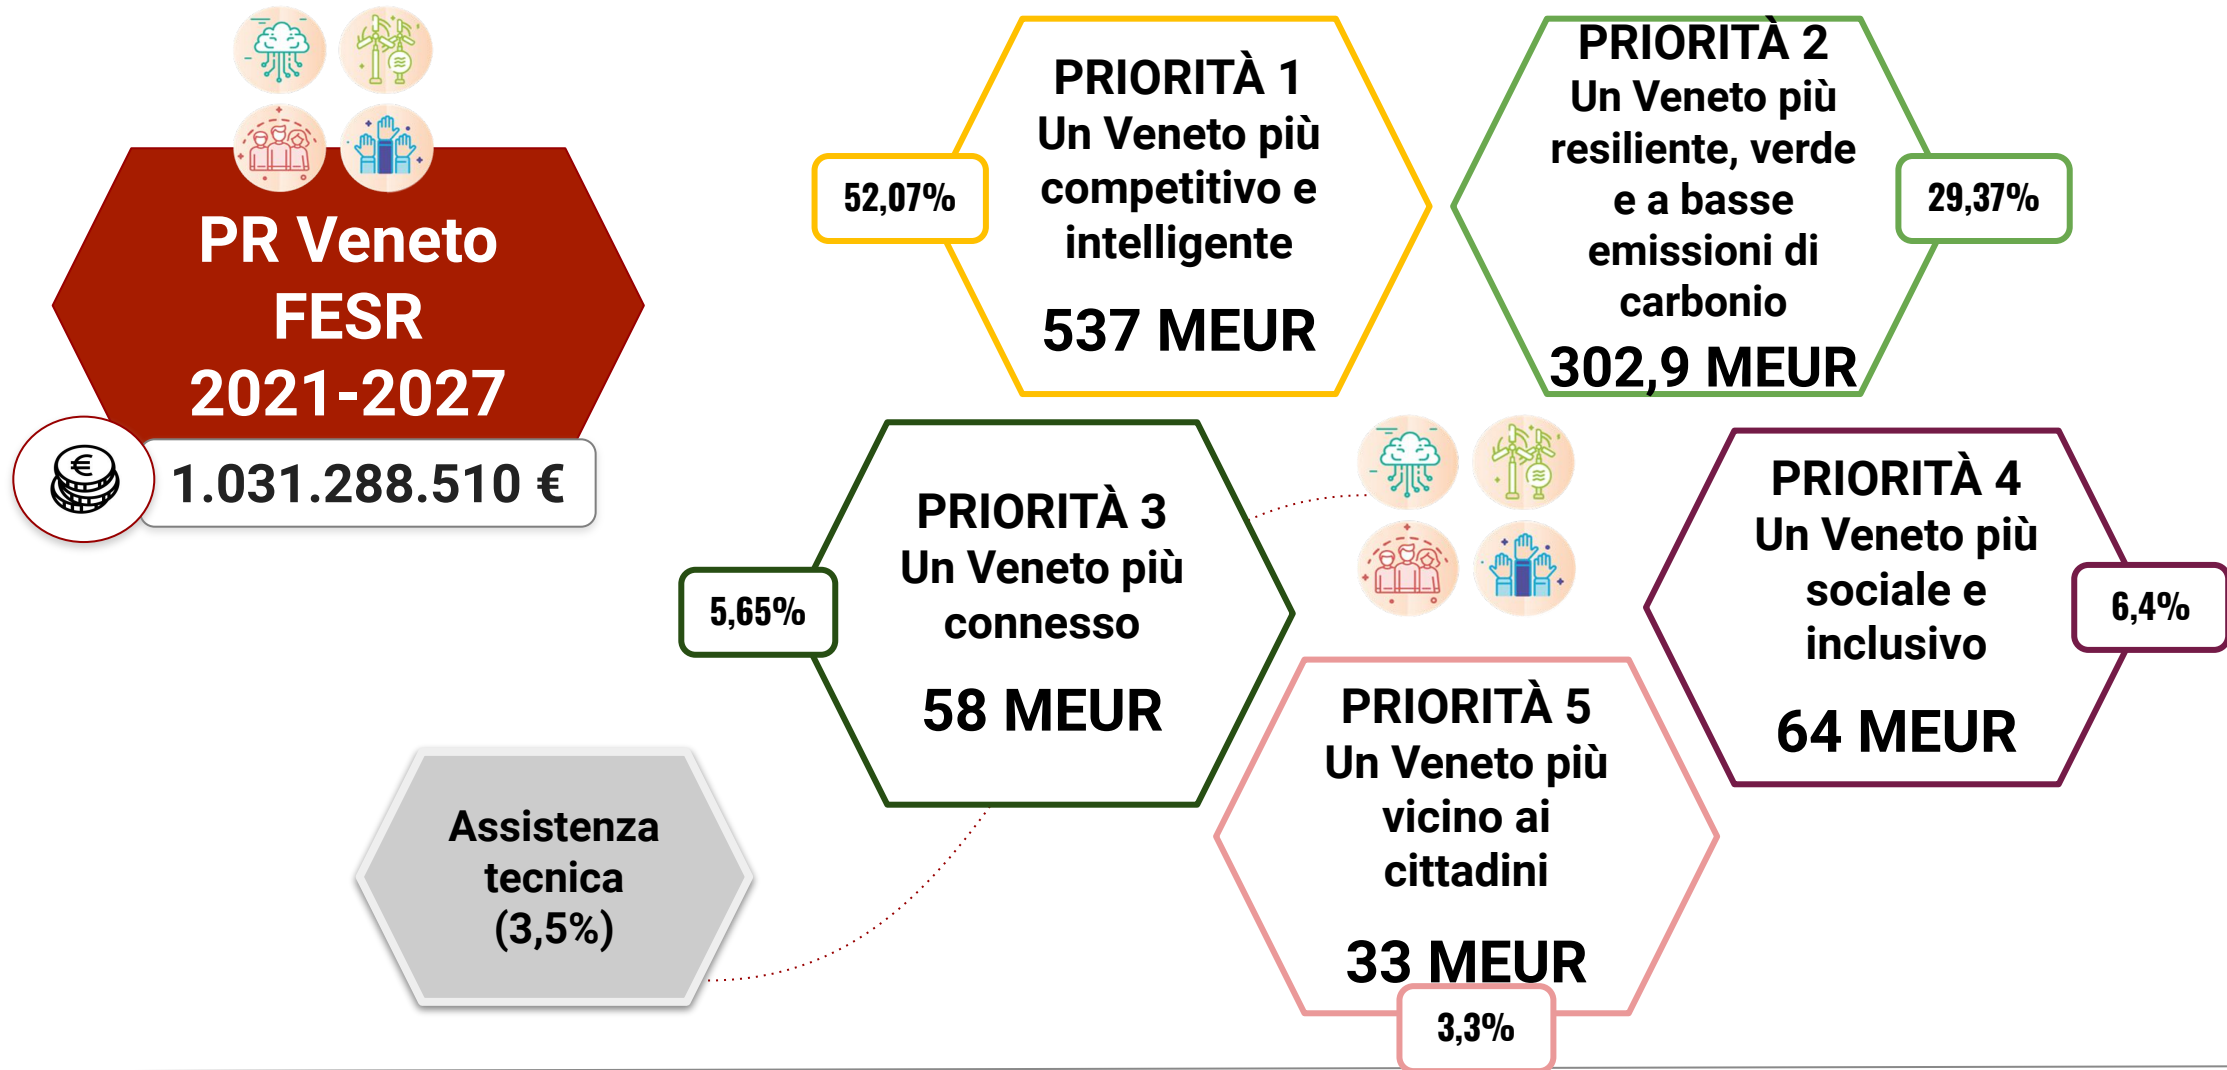 PR Veneto
FESR
2021-2027
€
1.031.288.510 €
PRIORITÀ 1
Un Veneto più
competitivo e
intelligente
537 MEUR
52,07%
PRIORITÀ 2
Un Veneto più
resiliente, verde
e a basse
emissioni di
carbonio
302,9 MEUR
29,37%
PRIORITÀ 3
Un Veneto più
connesso
58 MEUR
5,65%
PRIORITÀ 4
Un Veneto più
sociale e
inclusivo
64 MEUR
6,4%
PRIORITÀ 5
Un Veneto più
vicino ai
cittadini
33 MEUR
3,3%
Assistenza
tecnica
(3,5%)